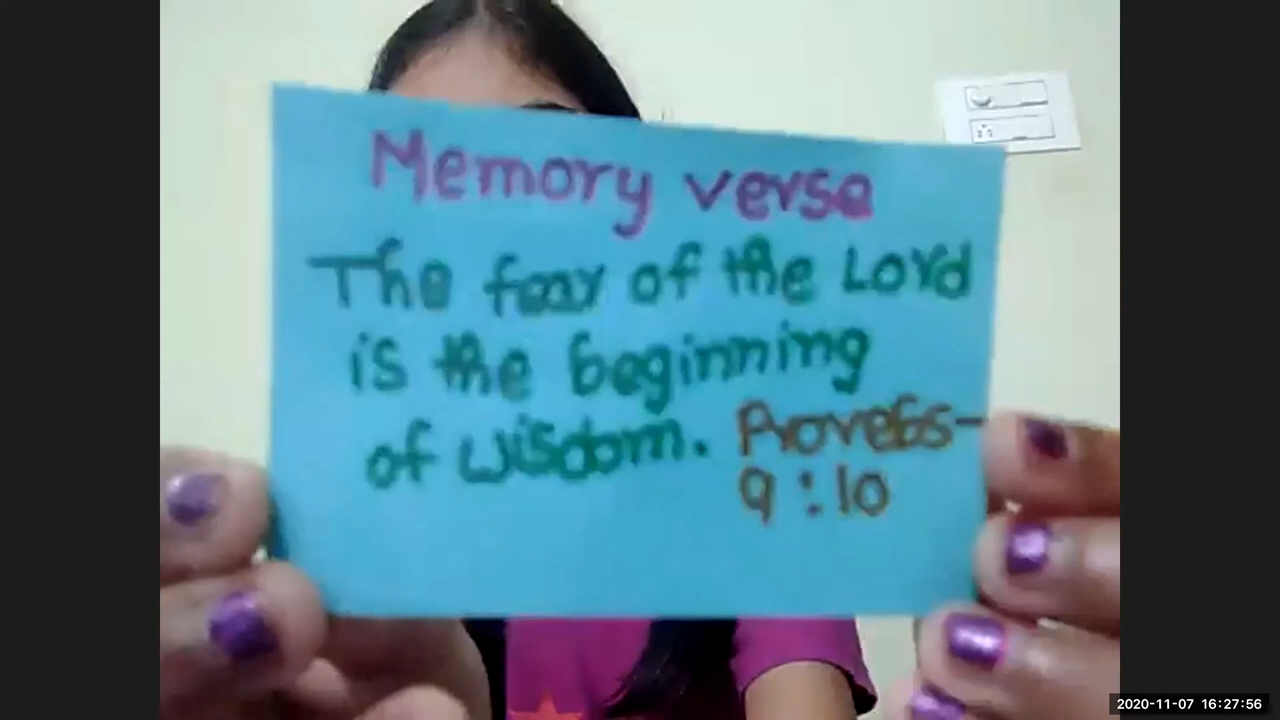 Memory verse
The fear of the Lord
is the beginning
of wisdom. Proverbs-
9:10
2020-11-07 16:27:56